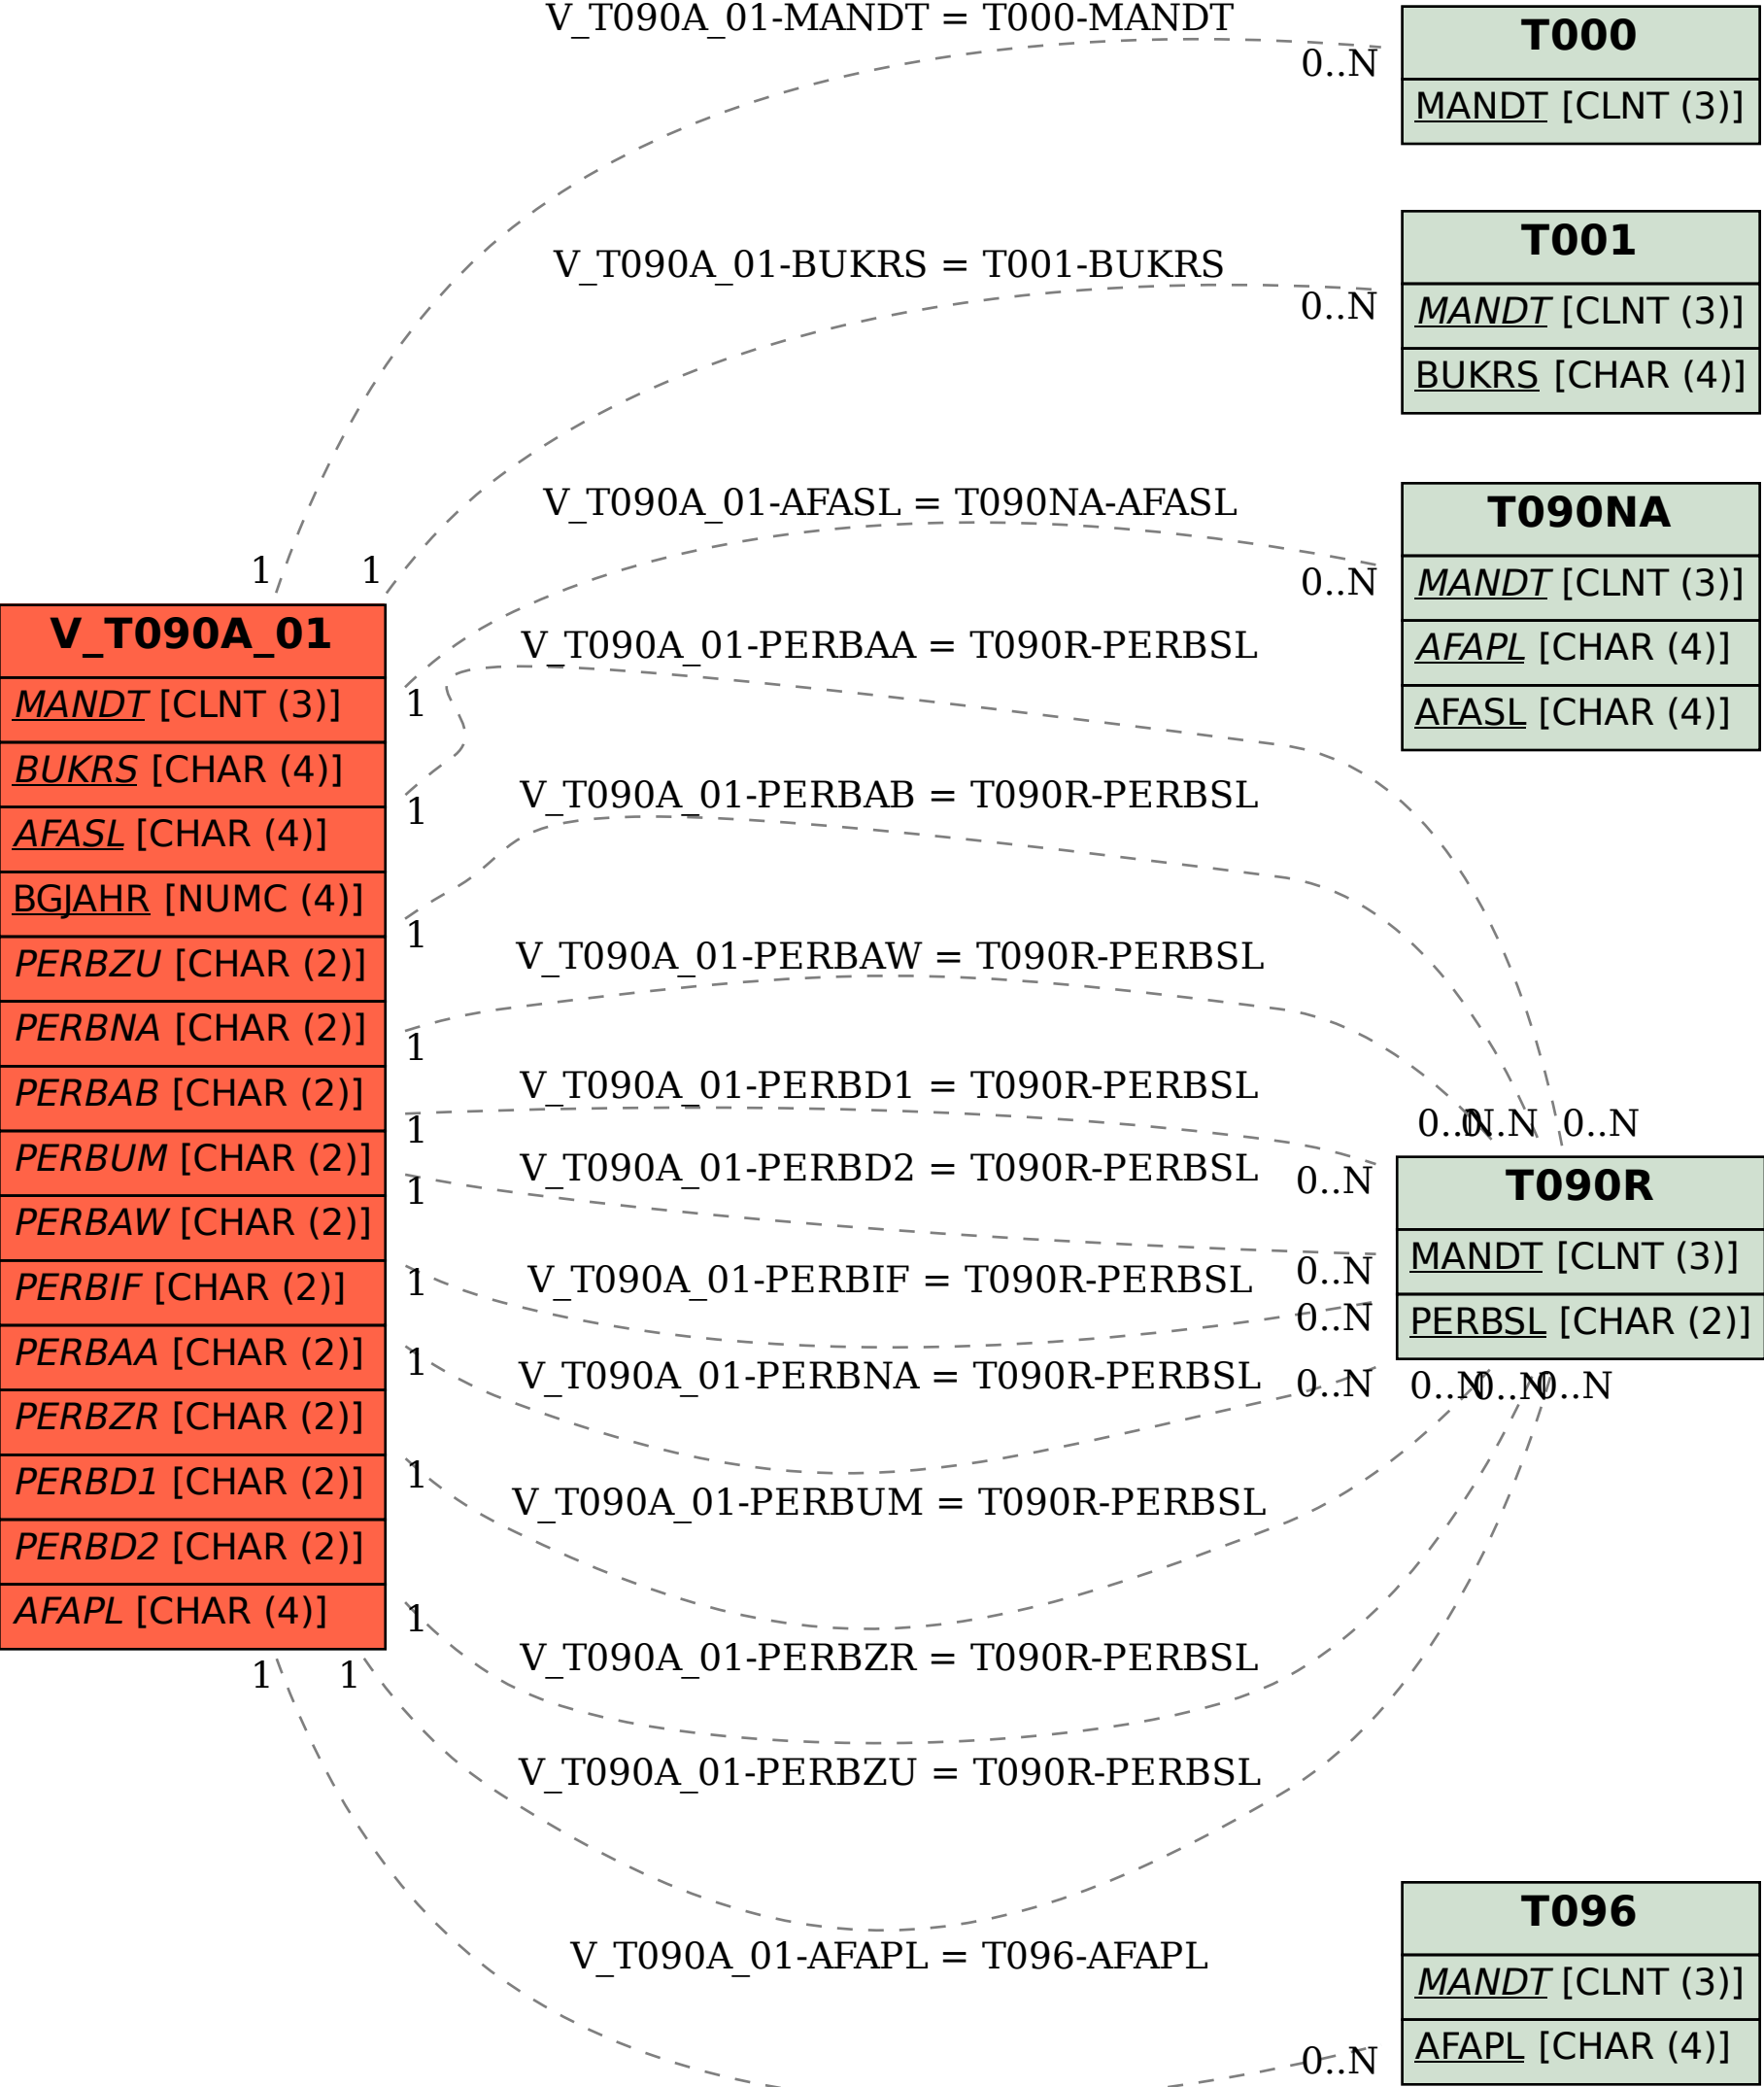 V_T090A_01-MANDT = T000-MANDT
0..N
T000
MANDT [CLNT (3)]
V_T090A_01-BUKRS = T001-BUKRS
0..N
T001
MANDT [CLNT (3)]
BUKRS [CHAR (4)]
V_T090A_01-AFASL = T090NA-AFASL
0..N
T090NA
MANDT [CLNT (3)]
AFAPL [CHAR (4)]
AFASL [CHAR (4)]
1
1
V_T090A_01
MANDT [CLNT (3)]
BUKRS [CHAR (4)]
AFASL [CHAR (4)]
BGJAHR [NUMC (4)]
PERBZU [CHAR (2)]
PERBNA [CHAR (2)]
PERBAB [CHAR (2)]
PERBUM [CHAR (2)]
PERBAW [CHAR (2)]
PERBIF [CHAR (2)]
PERBAA [CHAR (2)]
PERBZR [CHAR (2)]
PERBD1 [CHAR (2)]
PERBD2 [CHAR (2)]
AFAPL [CHAR (4)]
1
1
1
1
1
1
1
1
1
1
1
1
V_T090A_01-PERBAA = T090R-PERBSL
V_T090A_01-PERBAB = T090R-PERBSL
V_T090A_01-PERBAW = T090R-PERBSL
V_T090A_01-PERBD1 = T090R-PERBSL
V_T090A_01-PERBD2 = T090R-PERBSL
V_T090A_01-PERBIF = T090R-PERBSL
V_T090A_01-PERBNA = T090R-PERBSL
V_T090A_01-PERBUM = T090R-PERBSL
V_T090A_01-PERBZR = T090R-PERBSL
V_T090A_01-PERBZU = T090R-PERBSL
V_T090A_01-AFAPL = T096-AFAPL
0..N
0..N
0..N
0..N
0..N
0..N
0..N
T090R
MANDT [CLNT (3)]
PERBSL [CHAR (2)]
0..N
0..N
0..N
0..N
T096
MANDT [CLNT (3)]
AFAPL [CHAR (4)]